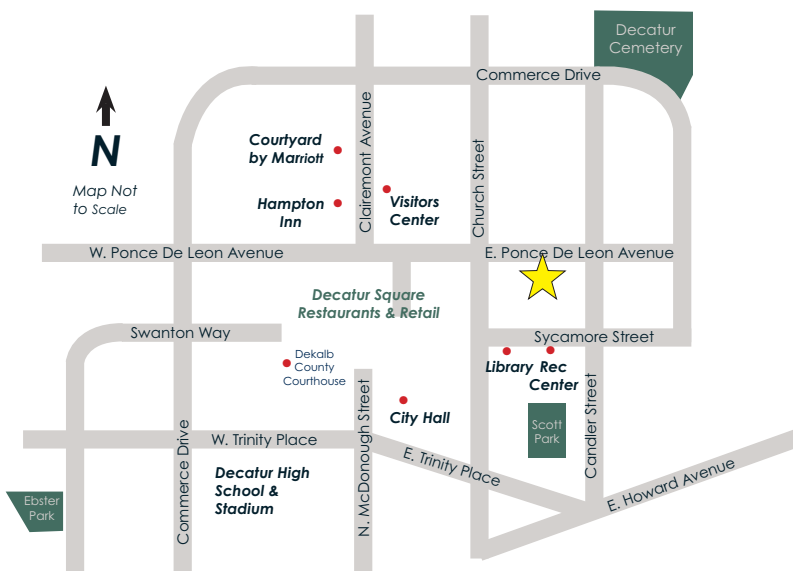 Decatur
Cemetery
Commerce Drive
N
Map Not
to Scale
Courtyard
by Marriott
Clairemont Avenue
Church Street
Hampton
Inn
Visitors
Center
W. Ponce De Leon Avenue
E. Ponce De Leon Avenue
Decatur Square
Restaurants & Retail
Swanton Way
Sycamore Street
Dekalb
County
Courthouse
Library
Rec
Center
N. McDonough Street
City Hall
Candler Street
Scott
Park
Commerce Drive
W. Trinity Place
E. Trinity Place
Decatur High
School &
Stadium
E. Howard Avenue
Ebster
Park